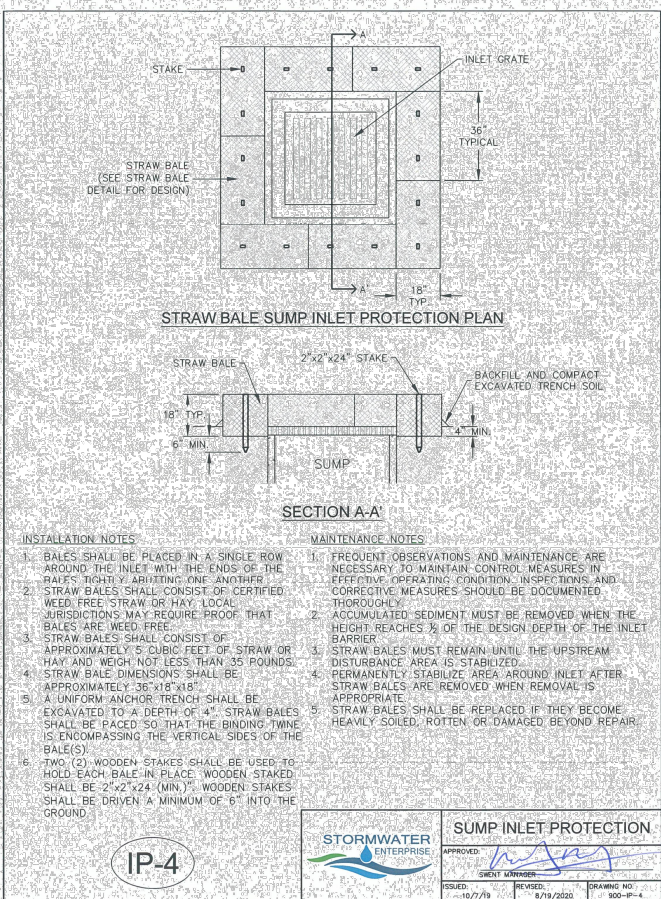 A
STAKE
INLET GRATE
36"
TYPICAL
STRAW BALE
(SEE STRAW BALE
DETAIL FOR DESIGN)
A'
18"
TYP.
STRAW BALE SUMP INLET PROTECTION PLAN
STRAW BALE
2"x2"x24" STAKE
BACKFILL AND COMPACT
EXCAVATED TRENCH SOIL
18" TYP.
6" MIN.
4" MIN.
SUMP
SECTION A-A'
INSTALLATION NOTES
1. BALES SHALL BE PLACED IN A SINGLE ROW
AROUND THE INLET WITH THE ENDS OF THE
BALES TIGHTLY ABUTTING ONE ANOTHER.
2. STRAW BALES SHALL CONSIST OF CERTIFIED
WEED FREE STRAW OR HAY. LOCAL
JURISDICTIONS MAY REQUIRE PROOF THAT
BALES ARE WEED FREE.
3. STRAW BALES SHALL CONSIST OF
APPROXIMATELY 5 CUBIC FEET OF STRAW OR
HAY AND WEIGH NOT LESS THAN 35 POUNDS.
4. STRAW BALE DIMENSIONS SHALL BE
APPROXIMATELY 36"x18"x18".
5. A UNIFORM ANCHOR TRENCH SHALL BE
EXCAVATED TO A DEPTH OF 4". STRAW BALES
SHALL BE PACED SO THAT THE BINDING TWINE
IS ENCOMPASSING THE VERTICAL SIDES OF THE
BALE(S).
6. TWO (2) WOODEN STAKES SHALL BE USED TO
HOLD EACH BALE IN PLACE. WOODEN STAKED
SHALL BE 2"x2"x24 (MIN.)". WOODEN STAKES
SHALL BE DRIVEN A MINIMUM OF 6" INTO THE
GROUND.
MAINTENANCE NOTES
1. FREQUENT OBSERVATIONS AND MAINTENANCE ARE
NECESSARY TO MAINTAIN CONTROL MEASURES IN
EFFECTIVE OPERATING CONDITION. INSPECTIONS AND
CORRECTIVE MEASURES SHOULD BE DOCUMENTED
THOROUGHLY.
2. ACCUMULATED SEDIMENT MUST BE REMOVED WHEN THE
HEIGHT REACHES ½ OF THE DESIGN DEPTH OF THE INLET
BARRIER.
3. STRAW BALES MUST REMAIN UNTIL THE UPSTREAM
DISTURBANCE AREA IS STABILIZED.
4. PERMANENTLY STABILIZE AREA AROUND INLET AFTER
STRAW BALES ARE REMOVED WHEN REMOVAL IS
APPROPRIATE.
5. STRAW BALES SHALL BE REPLACED IF THEY BECOME
HEAVILY SOILED, ROTTEN OR DAMAGED BEYOND REPAIR.
IP-4
STORMWATER
ENTERPRISE
SUMP INLET PROTECTION
APPROVED:
SWENT MANAGER
ISSUED:
10/7/19
REVISED:
8/19/2020
DRAWING NO.
900-IP-4